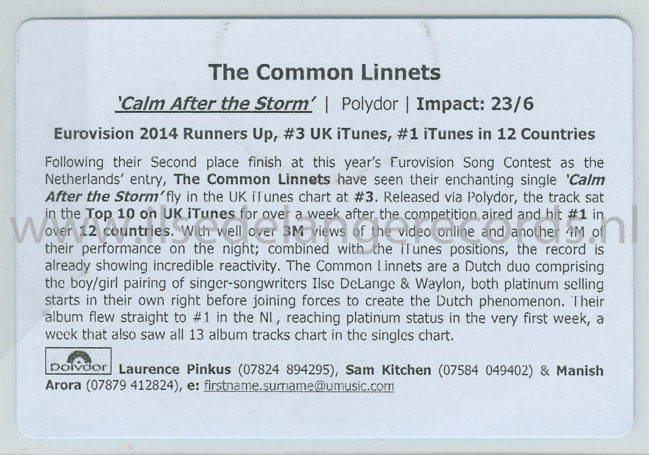 The Common Linnets
‘Calm After the Storm’ | Polydor | Impact: 23/6
Eurovision 2014 Runners Up, #3 UK iTunes, #1 iTunes in 12 Countries
Following their Second place finish at this year's Eurovision Song Contest as the
Netherlands' entry, The Common Linnets have seen their enchanting single ‘Calm
After the Storm’ fly in the UK iTunes chart at #3. Released via Polydor, the track sat
in the Top 10 on UK iTunes for over a week after the competition aired and hit #1 in
over 12 countries. With well over 3M views of the video online and another 4M of
their performance on the night; combined with the iTunes positions, the record is
already showing incredible reactivity. The Common Linnets are a Dutch duo comprising
the boy/girl pairing of singer-songwriters Ilse DeLange & Waylon, both platinum selling
starts in their own right before joining forces to create the Dutch phenomenon. Their
album flew straight to #1 in the NL, reaching platinum status in the very first week, a
week that also saw all 13 album tracks chart in the singles chart.
polydor Laurence Pinkus (07824 894295), Sam Kitchen (07584 049402) & Manish
Arora (07879 412824), e: firstname.surname@umusic.com
www.ilsedelangerecords.nl